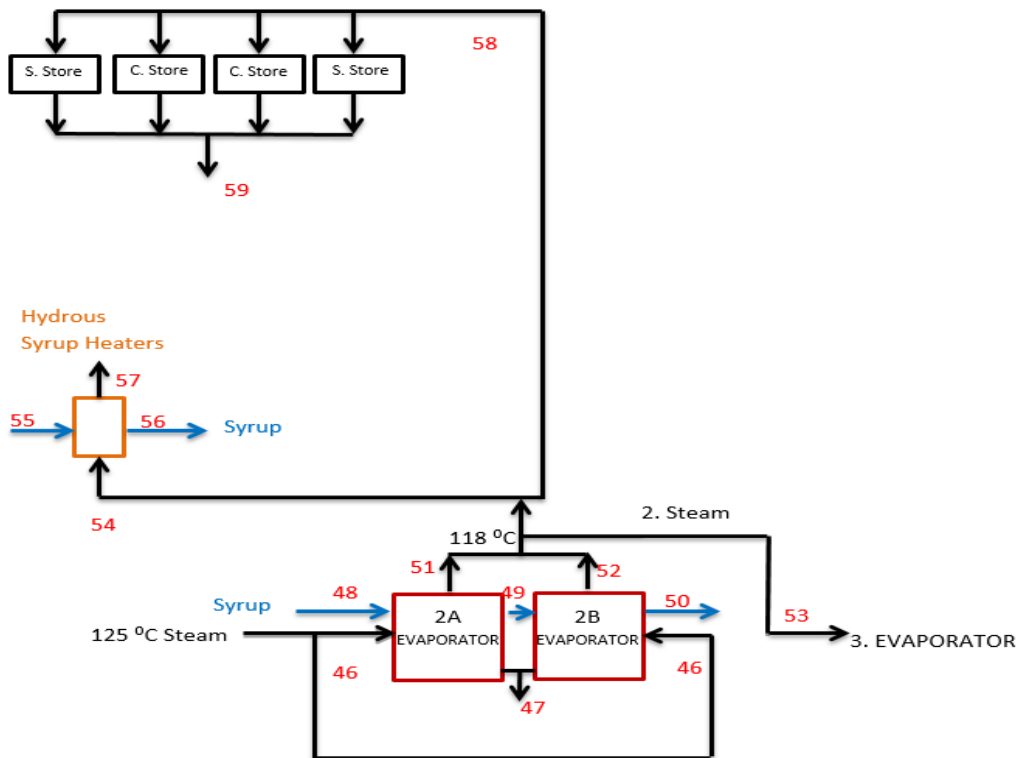 58
S. Store
C. Store
C. Store
S. Store
59
Hydrous
Syrup Heaters
57
55
56
Syrup
54
2. Steam
118 ⁰C
51
52
53
3. EVAPORATOR
Syrup
48
49
50
125 ⁰C Steam
2A
EVAPORATOR
2B
EVAPORATOR
46
46
47